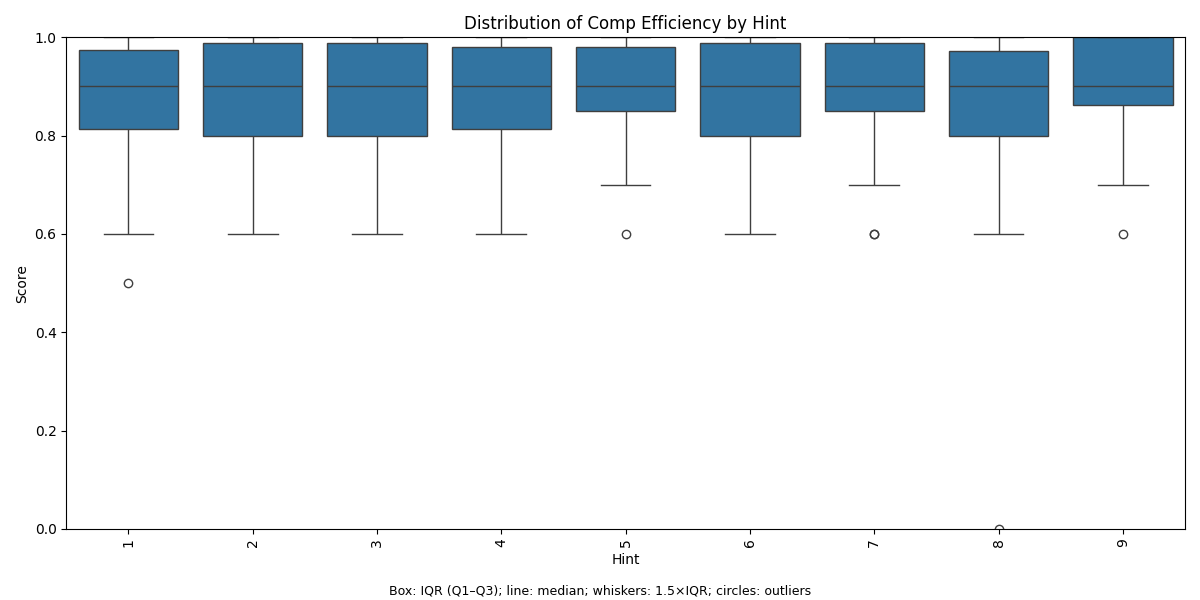 Distribution of Comp Efficiency by Hint
1.0
0.8
0.6
0.4
0.2
0.0
Score
1 2 3 4 5 6 7 8 9
Hint
Box: IQR (Q1–Q3); line: median; whiskers: 1.5×IQR; circles: outliers